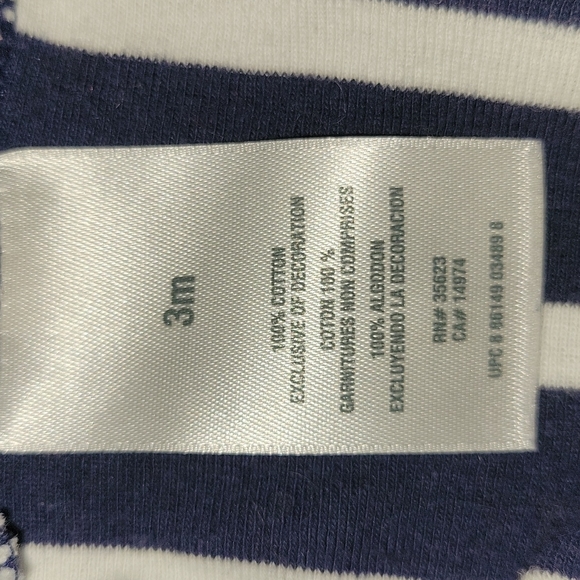 3m
100% COTTON
EXCLUSIVE OF DECORATION
COTON 100 %
GARNITURES NON COMPRISES
100% ALGODON
EXCLUYENDO LA DECORACION
RN# 35623
CA# 14974
UPC 8 86149 03489 8